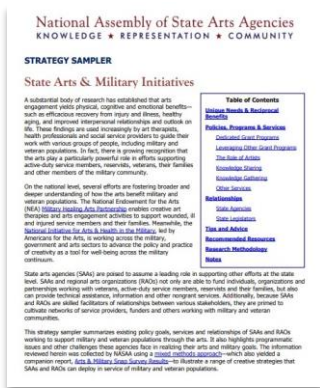 National Assembly of State Arts Agencies
KNOWLEDGE ★ REPRESENTATION ★ COMMUNITY
STRATEGY SAMPLER
State Arts & Military Initiatives
A substantial body of research has established that arts
engagement yields physical, cognitive and emotional benefits—
such as efficacious recovery from injury and illness, healthy
aging, and improved interpersonal relationships and outlook on
life. These findings are used increasingly by art therapists,
health professionals and social service providers to guide their
work with various groups of people, including military and
veteran populations. In fact, there is growing recognition that
the arts play a particularly powerful role in efforts supporting
active-duty service members, reservists, veterans, their families
and other members of the military community.
On the national level, several efforts are fostering broader and
deeper understanding of how the arts benefit military and
veteran populations. The National Endowment for the Arts
(NEA) Military Healing Arts Partnership enables creative art
therapies and arts engagement activities to support wounded, ill
and injured service members and their families. Meanwhile, the
National Initiative for Arts & Health in the Military, led by
Americans for the Arts, is working across the military,
government and arts sectors to advance the policy and practice
of creativity as a tool for well-being across the military
continuum.
Table of Contents
Unique Needs & Reciprocal
Benefits
Policies, Programs & Services
Dedicated Grant Programs
Leveraging Other Grant Programs
The Role of Artists
Knowledge Sharing
Knowledge Gathering
Other Services
Relationships
State Agencies
State Legislators
Tips and Advice
Recommended Resources
Research Methodology
Notes
State arts agencies (SAAs) are poised to assume a leading role in supporting other efforts at the state
level. SAAs and regional arts organizations (RAOs) not only are able to fund individuals, organizations and
partnerships working with veterans, active-duty service members, reservists and their families, but also
can provide technical assistance, information and other nongrant services. Additionally, because SAAs
and RAOs are skilled facilitators of relationships between various stakeholders, they are primed to
cultivate networks of service providers, funders and others working with military and veteran
communities.
This strategy sampler summarizes existing policy goals, services and relationships of SAAs and RAOs
working to support military and veteran populations through the arts. It also highlights programmatic
issues and other challenges these agencies face in realizing their arts and military goals. The information
reviewed herein was collected by NASAA using a mixed methods approach—which also yielded a
companion report, Arts & Military Snap Survey Results—to illustrate a range of creative strategies that
SAAs and RAOs can deploy in service of military and veteran populations.